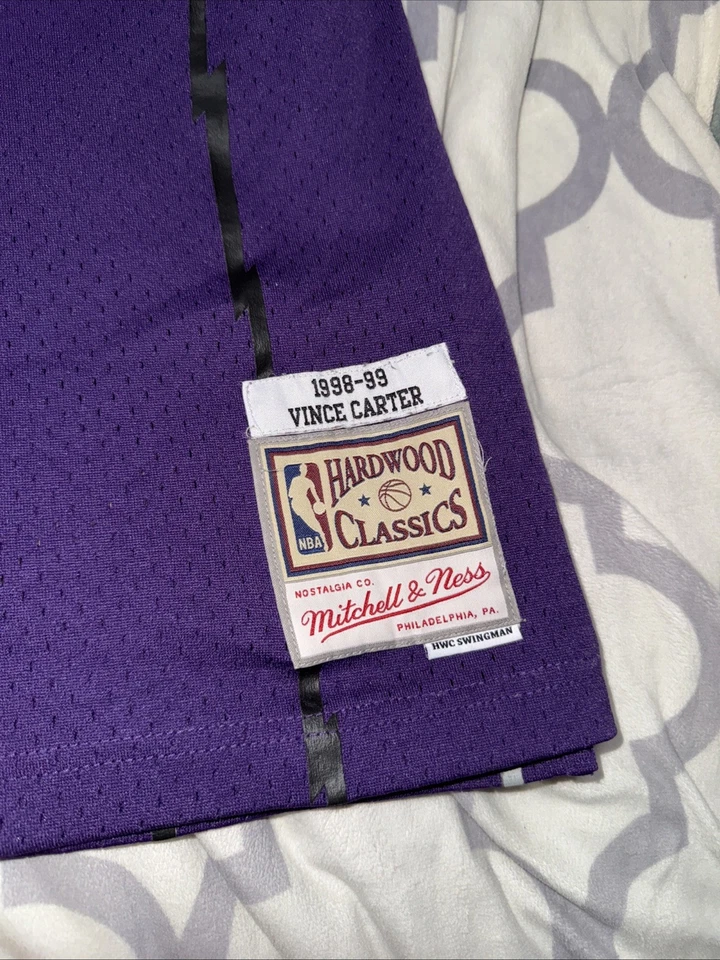 1998-99
VINCE CARTER
HARDWOOD
CLASSICS
NBA
NOSTALGIA CO.
Mitchell & Ness
PHILADELPHIA, PA.
HWC SWINGMAN